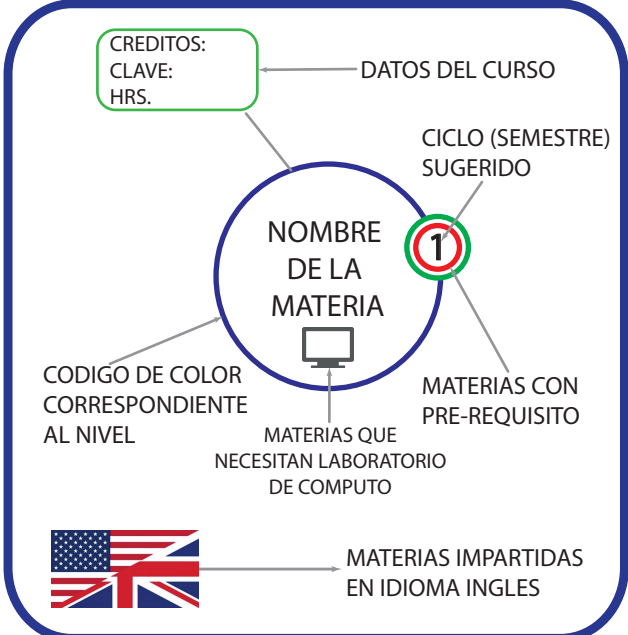 CREDITOS:
CLAVE:
HRS.
DATOS DEL CURSO
CICLO (SEMESTRE)
SUGERIDO
1
NOMBRE
DE LA
MATERIA
CODIGO DE COLOR
CORRESPONDIENTE
AL NIVEL
MATERIAS CON
PRE-REQUISITO
MATERIAS QUE
NECESITAN LABORATORIO
DE COMPUTO
MATERIAS IMPARTIDAS
EN IDIOMA INGLES